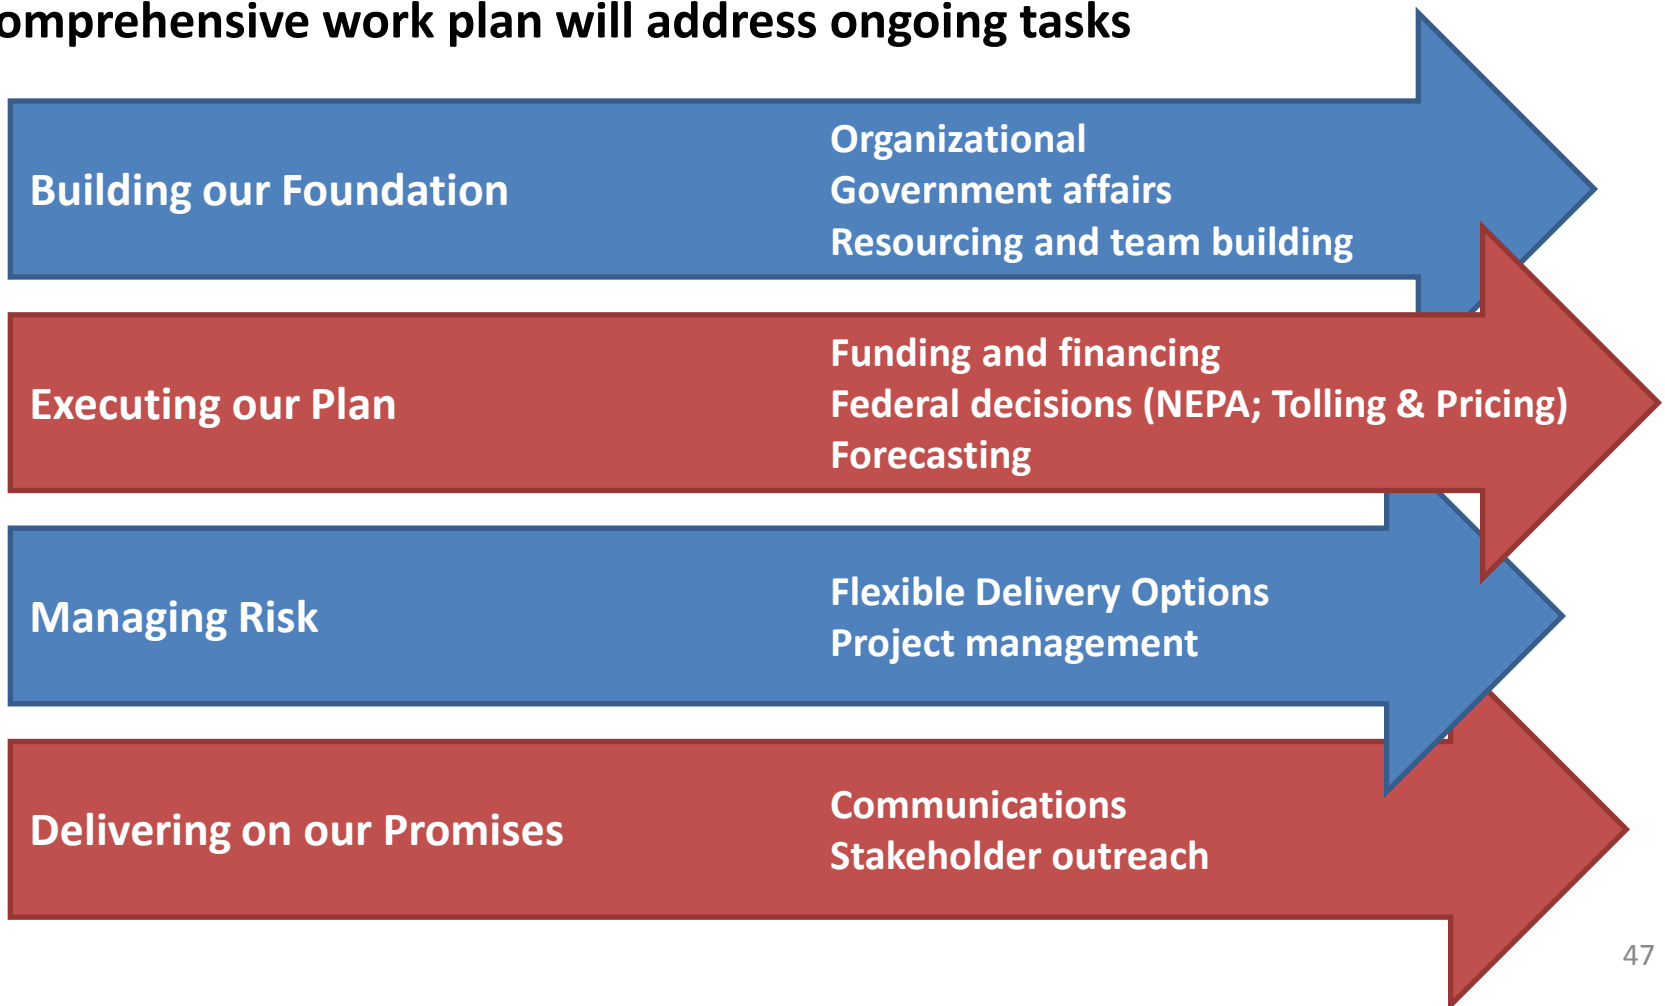 omprehensive work plan will address ongoing tasks
Building our Foundation
Organizational
Government affairs
Resourcing and team building
Executing our Plan
Funding and financing
Federal decisions (NEPA; Tolling & Pricing)
Forecasting
Managing Risk
Flexible Delivery Options
Project management
Delivering on our Promises
Communications
Stakeholder outreach
47